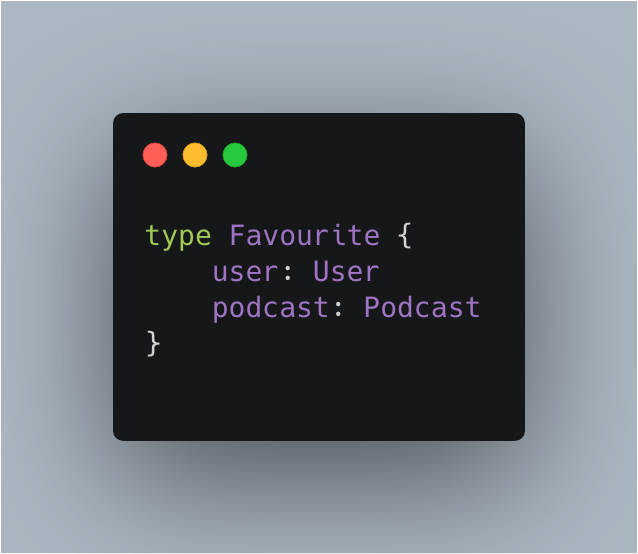 type Favourite {
    user: User
    podcast: Podcast
}